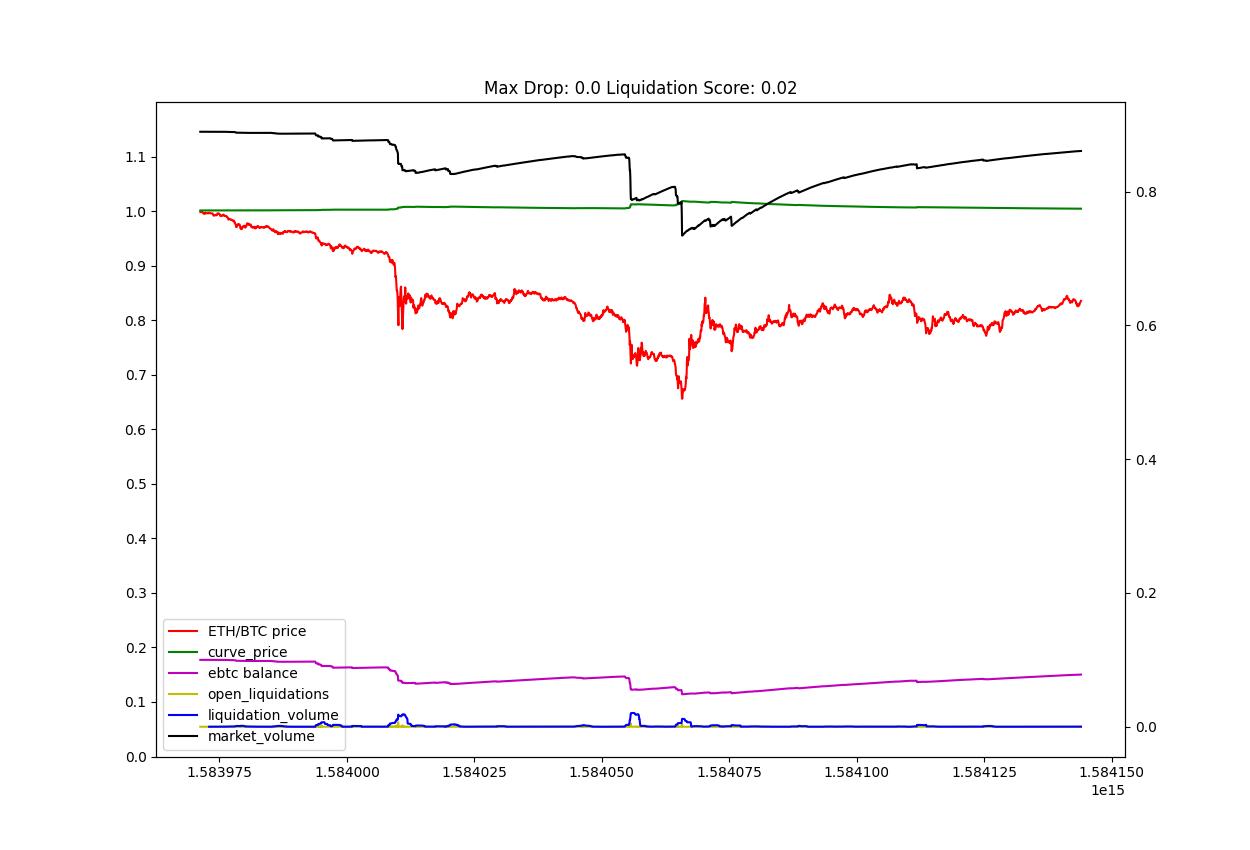 Max Drop: 0.0 Liquidation Score: 0.02
1.1
1.0
0.9
0.8
0.7
0.6
0.5
0.4
0.3
0.2
0.1
0.0
0.8
0.6
0.4
0.2
0.0
ETH/BTC price
curve_price
ebtc balance
open_liquidations
liquidation_volume
market_volume
1.583975 1.584000 1.584025 1.584050 1.584075 1.584100 1.584125 1.584150
1e15